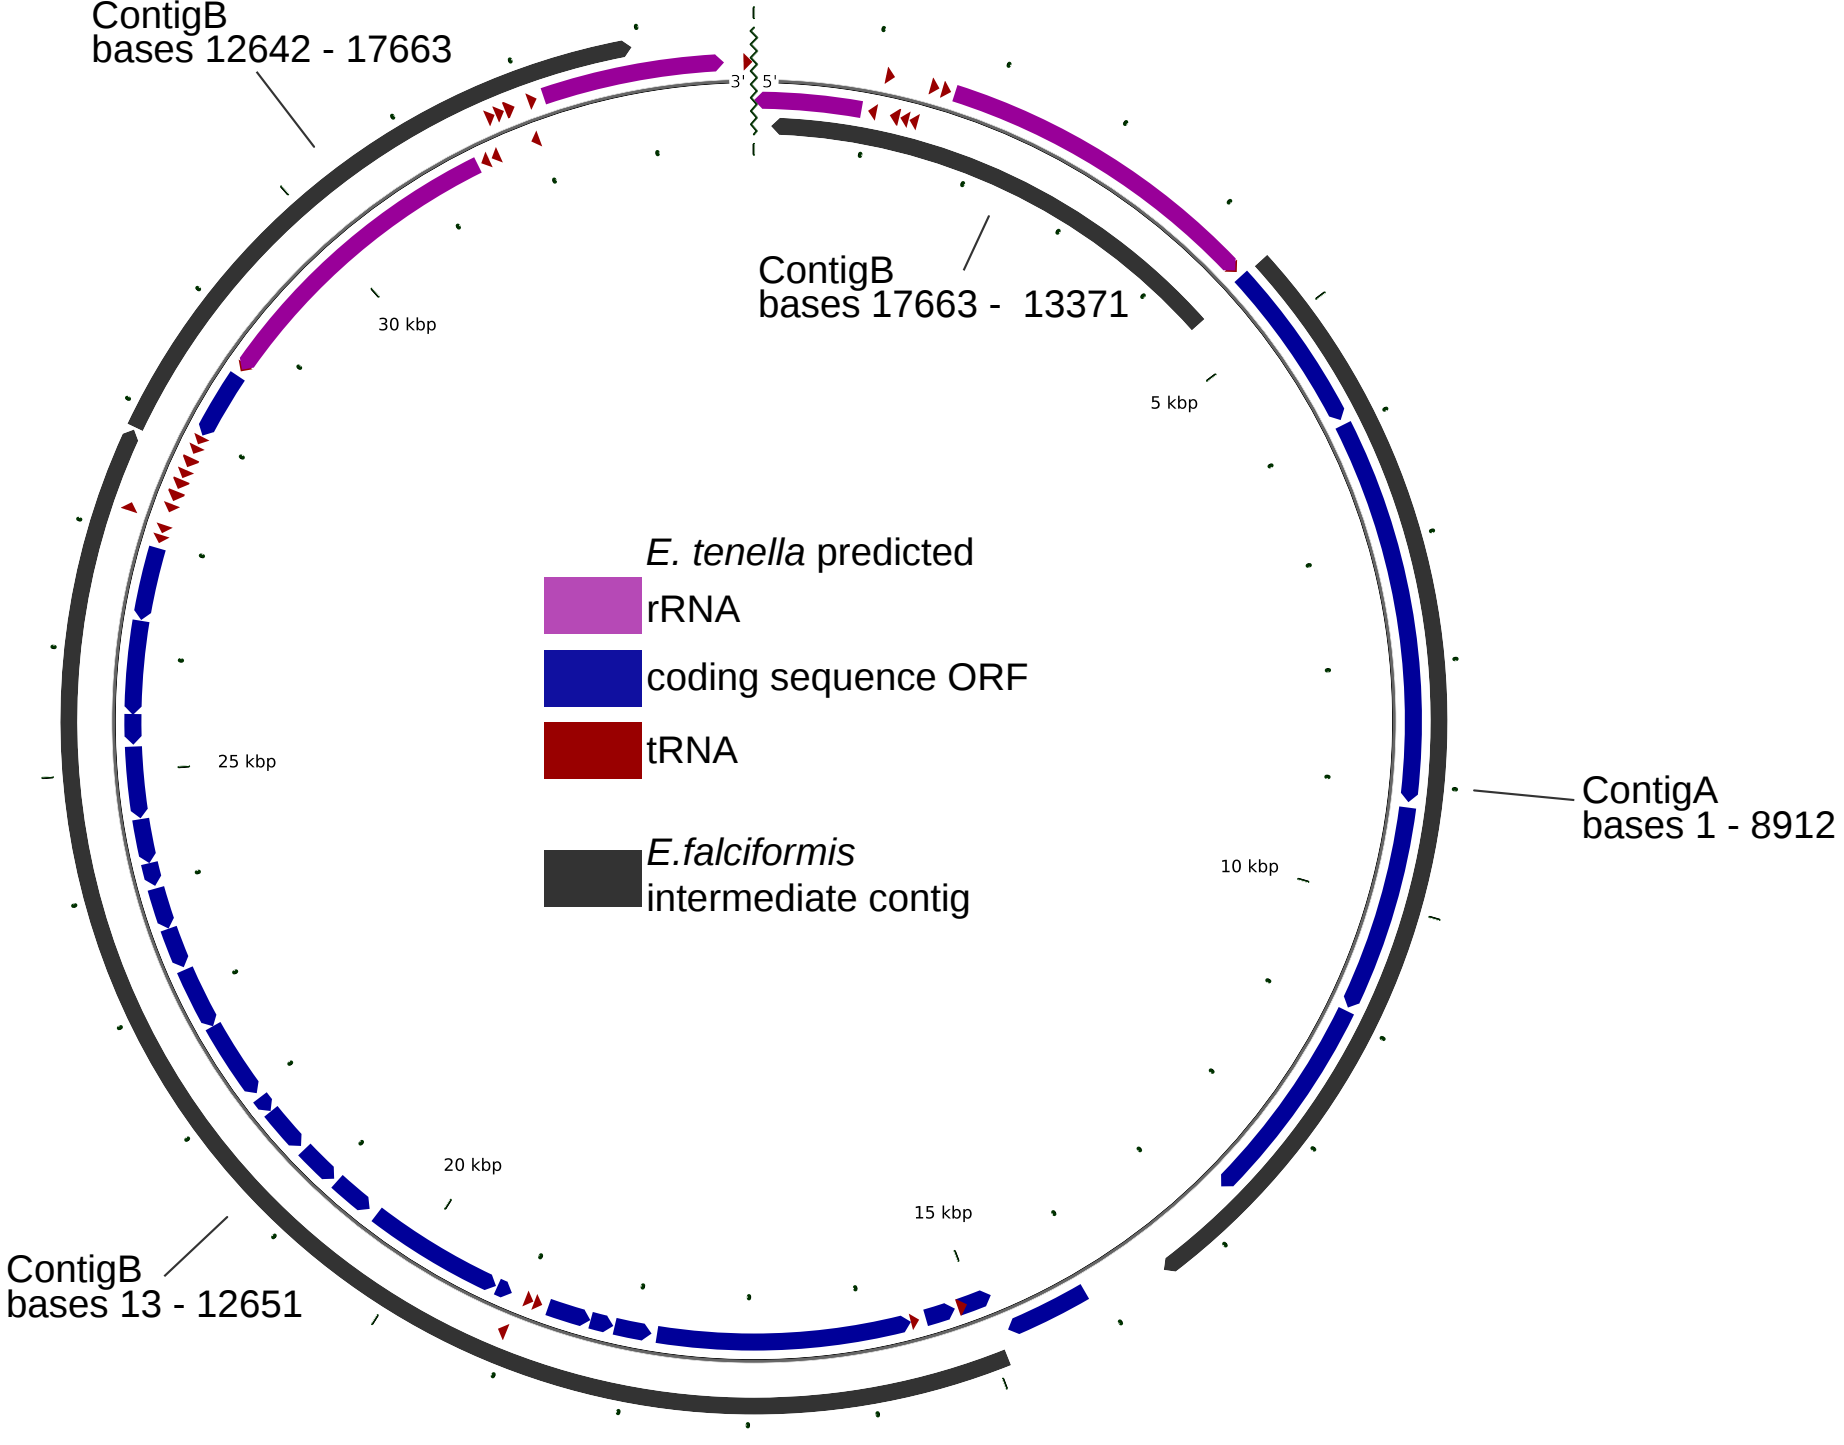 ContigB
bases 12642 - 17663
3' 5'
ContigB
bases 17663 - 13371
30 kbp
5 kbp
E. tenella predicted
rRNA
coding sequence ORF
tRNA
25 kbp
ContigA
bases 1 - 8912
E.falciformis
intermediate contig
10 kbp
20 kbp
15 kbp
ContigB
bases 13 - 12651